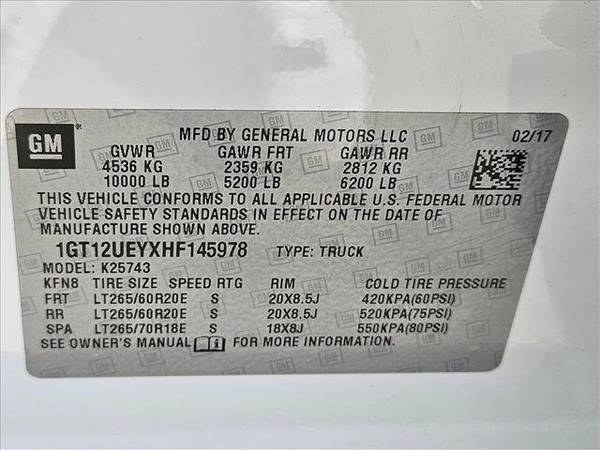 GM
MFD BY GENERAL MOTORS LLC 02/17
GVWR GAWR FRT GAWR RR
4536 KG 2359 KG 2812 KG
10000 LB 5200 LB 6200 LB
THIS VEHICLE CONFORMS TO ALL APPLICABLE U.S. FEDERAL MOTOR
VEHICLE SAFETY STANDARDS IN EFFECT ON THE DATE OF
MANUFACTURE SHOWN ABOVE.
1GT12UEYXHF145978 TYPE: TRUCK
MODEL: K25743
KFN8 TIRE SIZE SPEED RTG RIM COLD TIRE PRESSURE
FRT LT265/60R20E S 20X8.5J 420KPA(60PSI)
RR LT265/60R20E S 20X8.5J 520KPA(75PSI)
SPA LT265/70R18E S 18X8J 550KPA(80PSI)
SEE OWNER'S MANUAL FOR MORE INFORMATION.